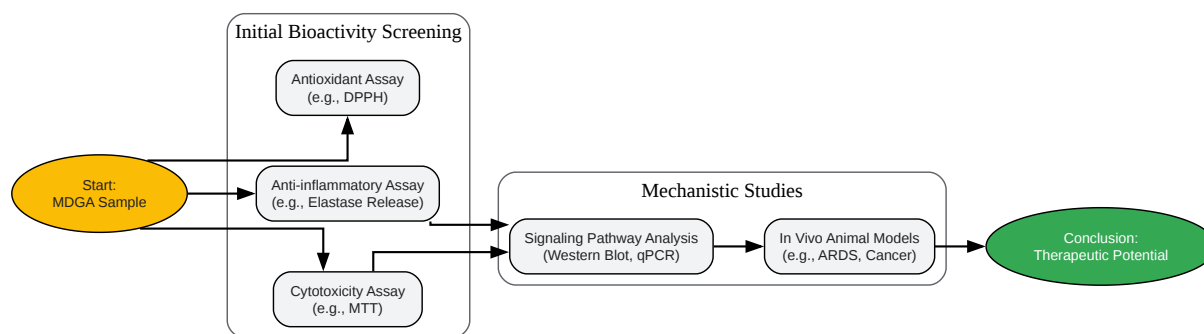 Initial Bioactivity Screening
Antioxidant Assay
(e.g., DPPH)
Start:
MDGA Sample
Anti-inflammatory Assay
(e.g., Elastase Release)
Cytotoxicity Assay
(e.g., MTT)
Mechanistic Studies
Signaling Pathway Analysis
(Western Blot, qPCR)
In Vivo Animal Models
(e.g., ARDS, Cancer)
Conclusion:
Therapeutic Potential